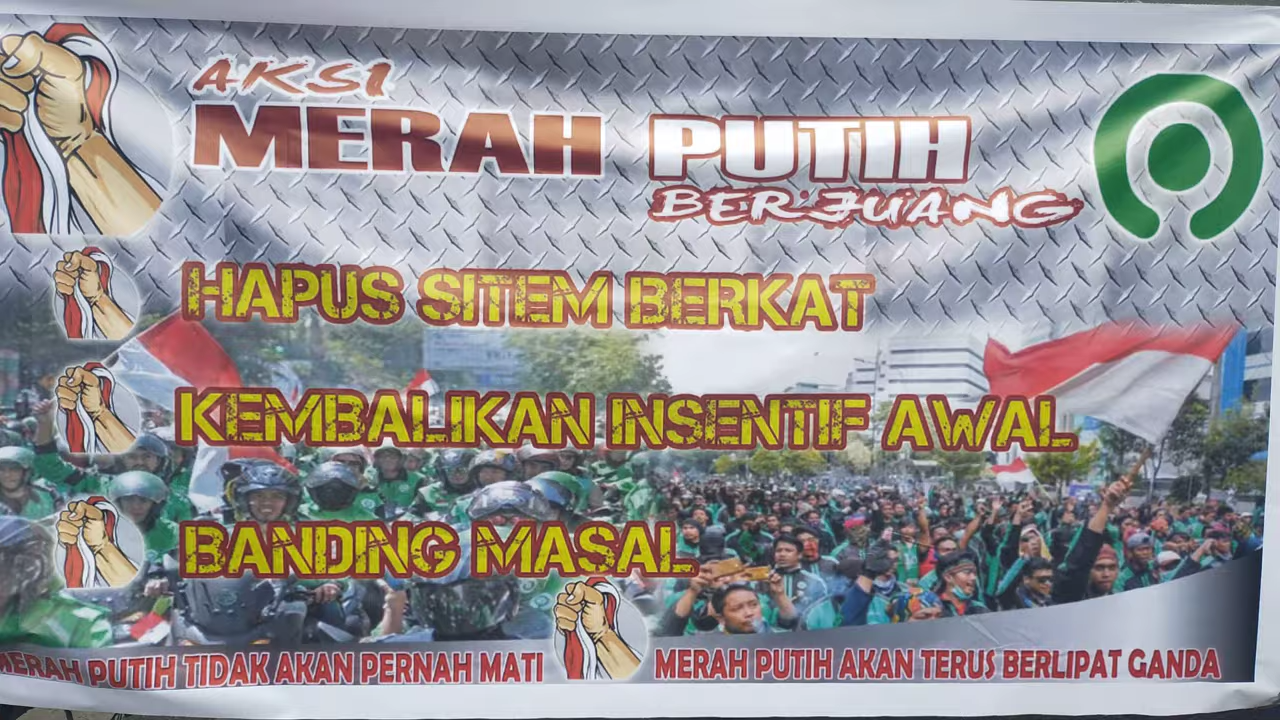 AKSI
MERAH PUTIH
BERJUANG
HAPUS SITEM BERKAT
KEMBALIKAN INSENTIF AWAL
BANDING MASAL
MERAH PUTIH TIDAK AKAN PERNAH MATI
MERAH PUTIH AKAN TERUS BERLIPAT GANDA